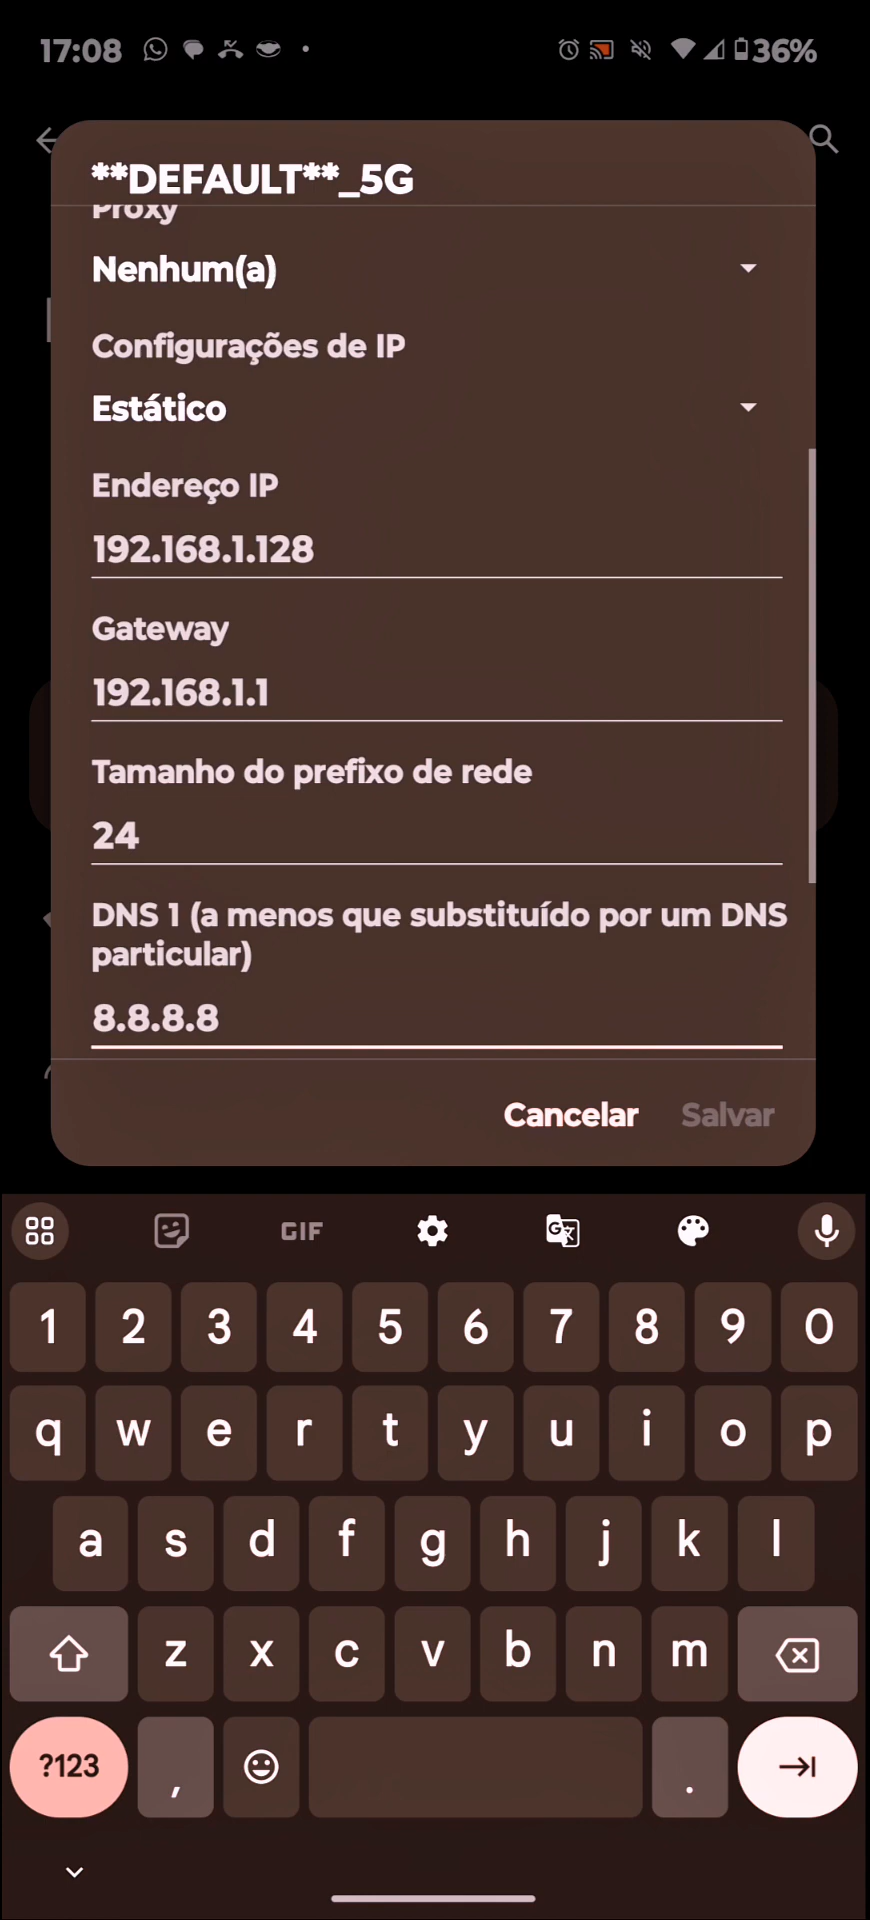 17:08
36%
**DEFAULT**_5G
Proxy
Nenhum(a)
Configurações de IP
Estático
Endereço IP
192.168.1.128
Gateway
192.168.1.1
Tamanho do prefixo de rede
24
DNS 1 (a menos que substituído por um DNS
particular)
8.8.8.8
Cancelar Salvar
GIF
1 2 3 4 5 6 7 8 9 0
q w e r t y u i o p
a s d f g h j k l
z x c v b n m
?123 , .